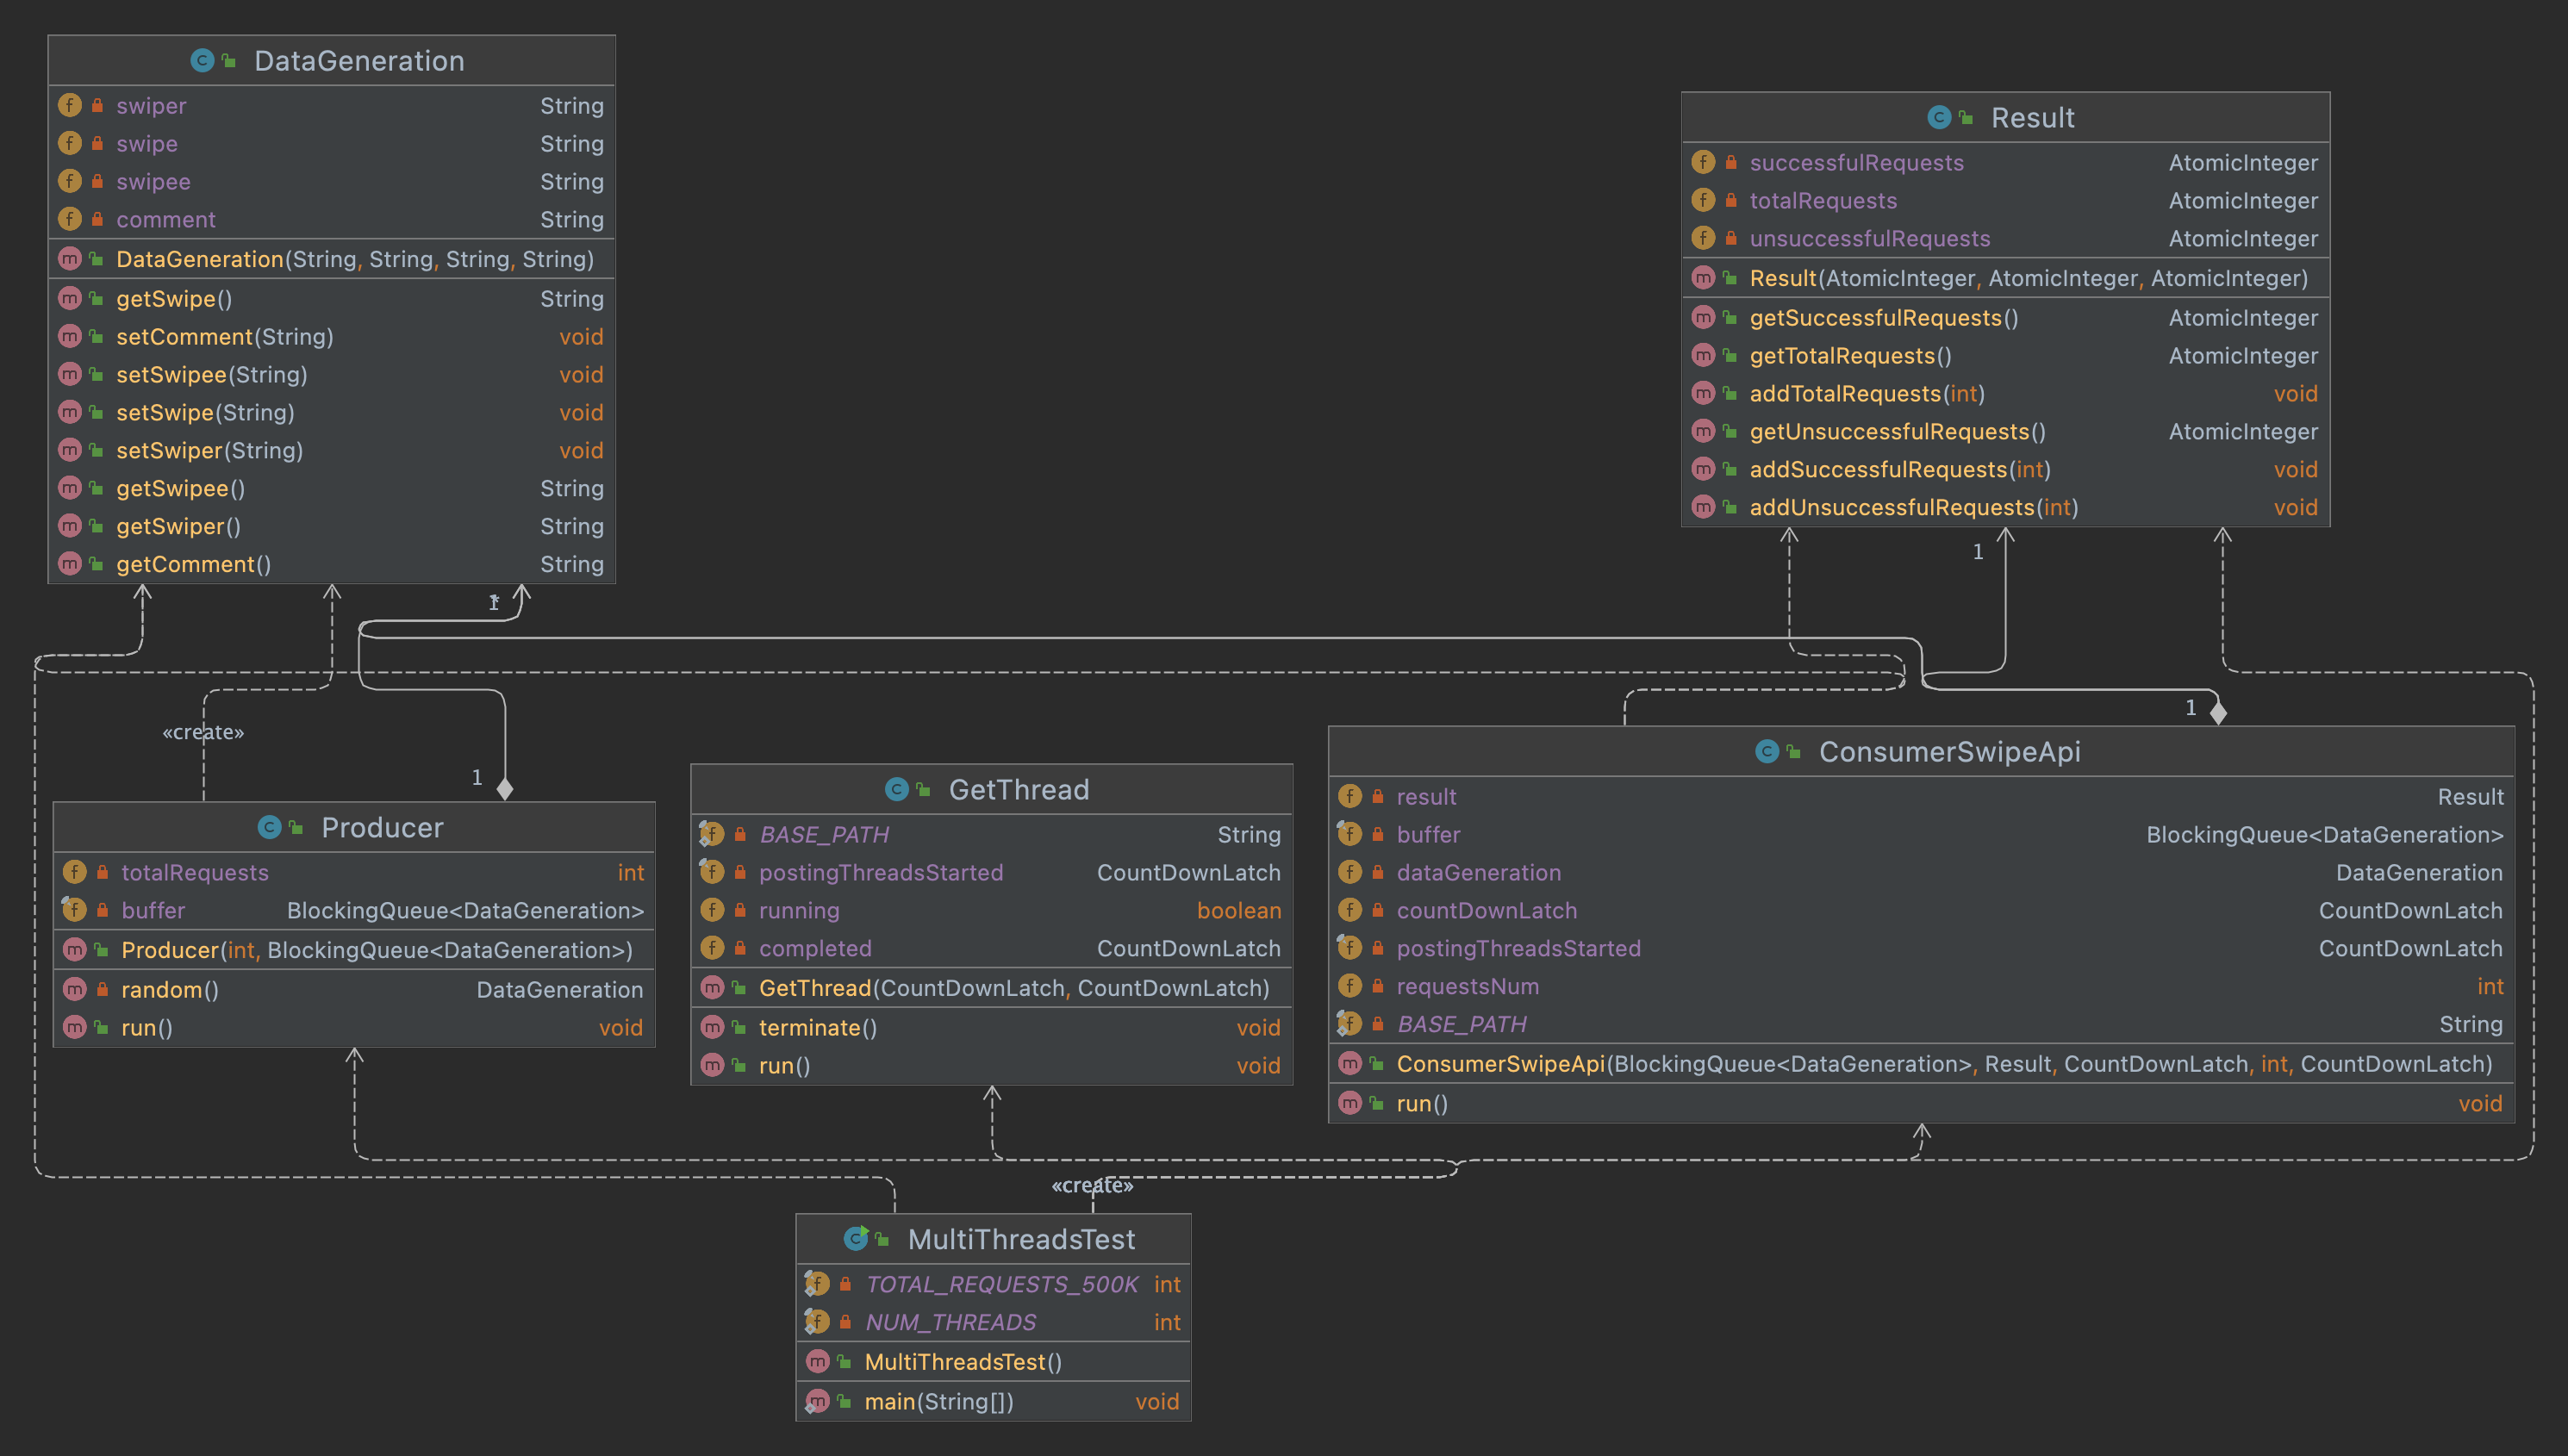 DataGeneration
swiper String
swipe String
swipee String
comment String
DataGeneration(String, String, String, String)
getSwipe() String
setComment(String) void
setSwipee(String) void
setSwipe(String) void
setSwiper(String) void
getSwipee() String
getSwiper() String
getComment() String
Result
successfulRequests AtomicInteger
totalRequests AtomicInteger
unsuccessfulRequests AtomicInteger
Result(AtomicInteger, AtomicInteger, AtomicInteger)
getSuccessfulRequests() AtomicInteger
getTotalRequests() AtomicInteger
addTotalRequests(int) void
getUnsuccessfulRequests() AtomicInteger
addSuccessfulRequests(int) void
addUnsuccessfulRequests(int) void
1
1
«create»
1
Producer
totalRequests int
buffer BlockingQueue<DataGeneration>
Producer(int, BlockingQueue<DataGeneration>)
random() DataGeneration
run() void
GetThread
BASE_PATH String
postingThreadsStarted CountDownLatch
running boolean
completed CountDownLatch
GetThread(CountDownLatch, CountDownLatch)
terminate() void
run() void
1
ConsumerSwipeApi
result Result
buffer BlockingQueue<DataGeneration>
dataGeneration DataGeneration
countDownLatch CountDownLatch
postingThreadsStarted CountDownLatch
requestsNum int
BASE_PATH String
ConsumerSwipeApi(BlockingQueue<DataGeneration>, Result, CountDownLatch, int, CountDownLatch)
run() void
«create»
MultiThreadsTest
TOTAL_REQUESTS_500K int
NUM_THREADS int
MultiThreadsTest()
main(String[]) void